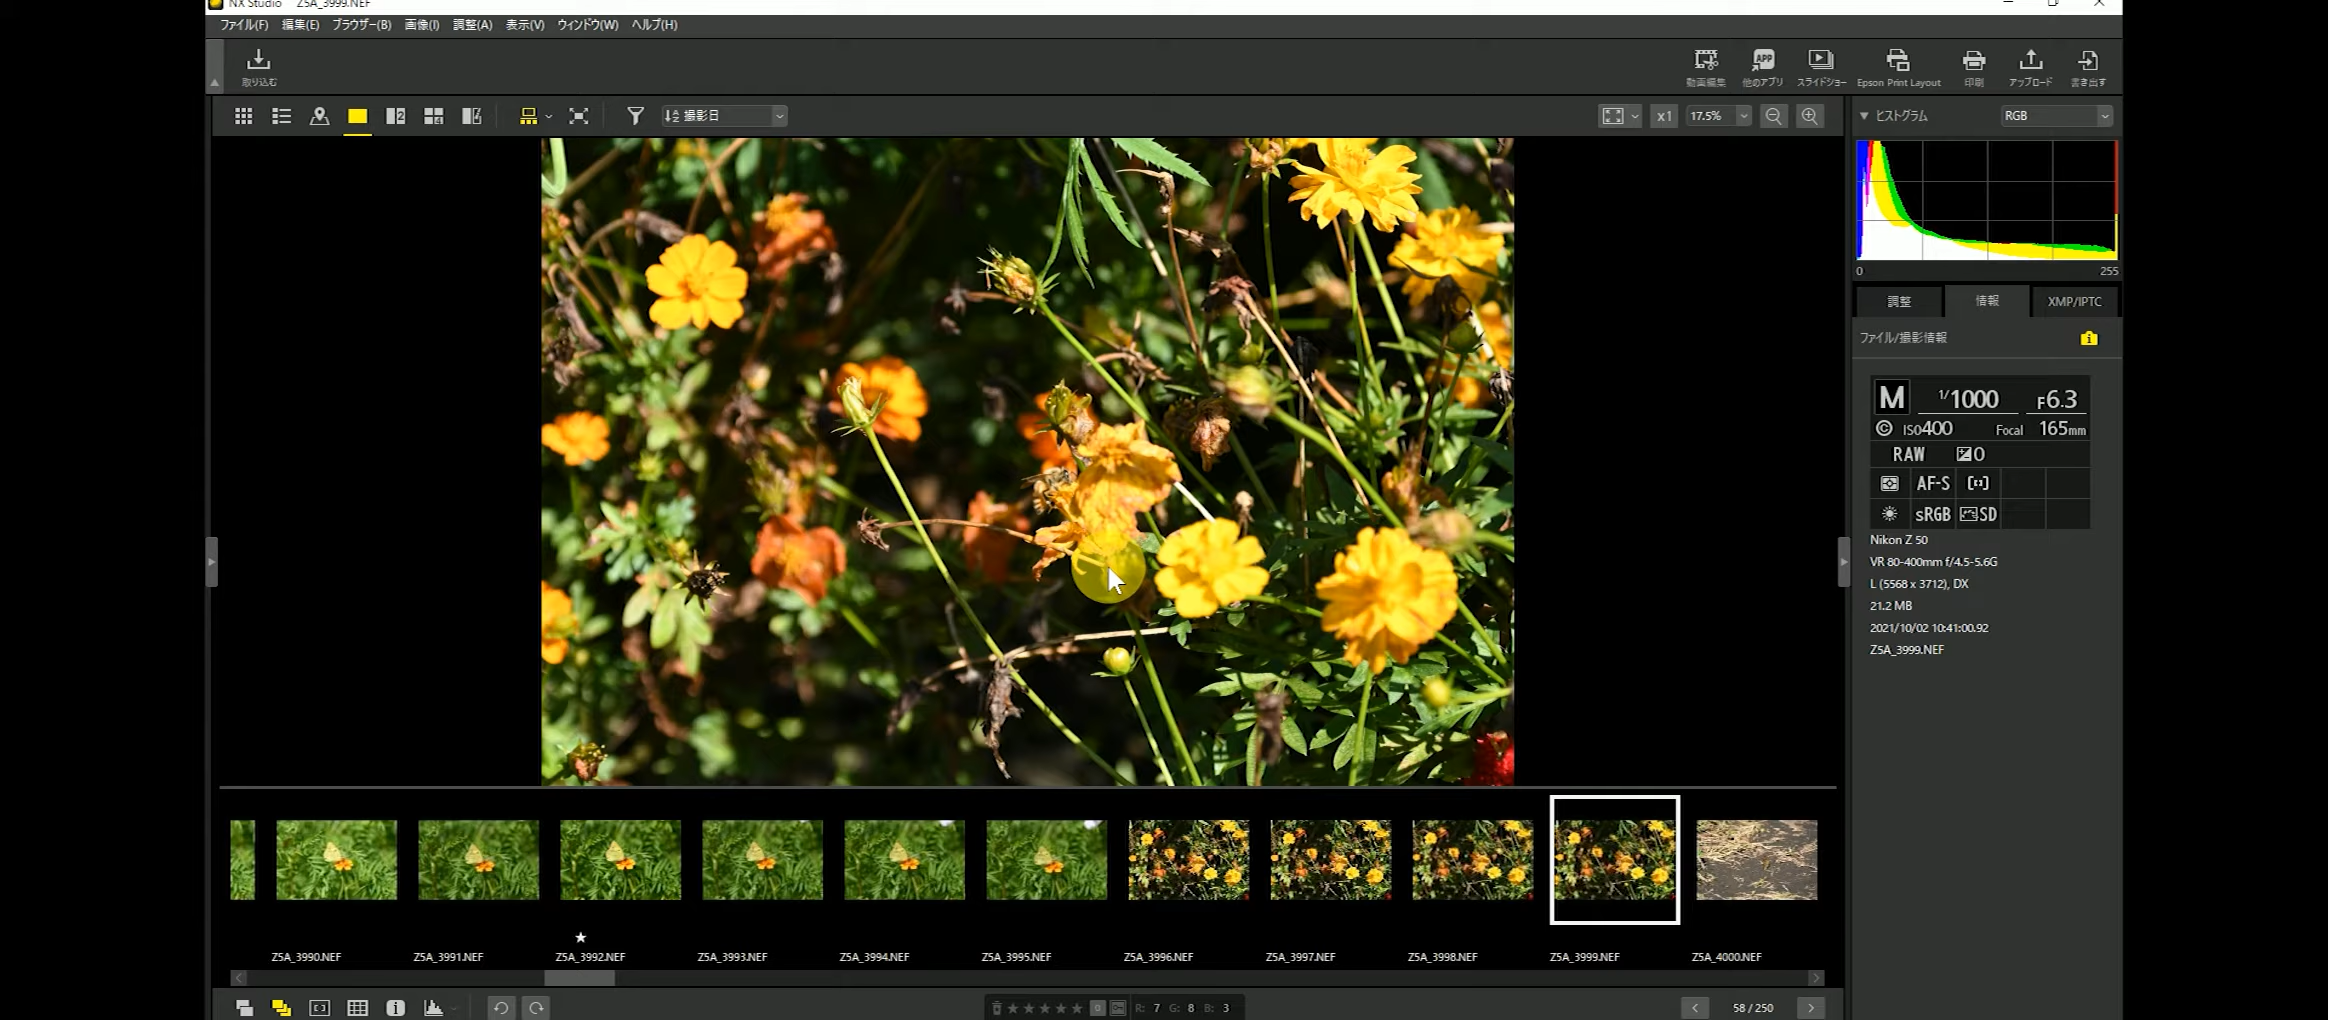 NX Studio Z5A_3999.NEF
ファイル(F) 編集(E) ブラウザー(B) 画像(I) 調整(A) 表示(V) ウィンドウ(W) ヘルプ(H)
取り込む
動画編集 他のアプリ スライドショー Epson Print Layout 印刷 アップロード 書き出す
APP
撮影日
x1 17.5%
ヒストグラム RGB
0 255
調整 情報 XMP/IPTC
ファイル/撮影情報
M 1/1000 F6.3
ISO400 Focal 165mm
RAW 0
AF-S
sRGB SD
Nikon Z 50
VR 80-400mm f/4.5-5.6G
L (5568 x 3712), DX
21.2 MB
2021/10/02 10:41:00.92
Z5A_3999.NEF
Z5A_3990.NEF Z5A_3991.NEF Z5A_3992.NEF Z5A_3993.NEF Z5A_3994.NEF Z5A_3995.NEF Z5A_3996.NEF Z5A_3997.NEF Z5A_3998.NEF Z5A_3999.NEF Z5A_4000.NEF
0 R: 7 G: 8 B: 3
58 / 250